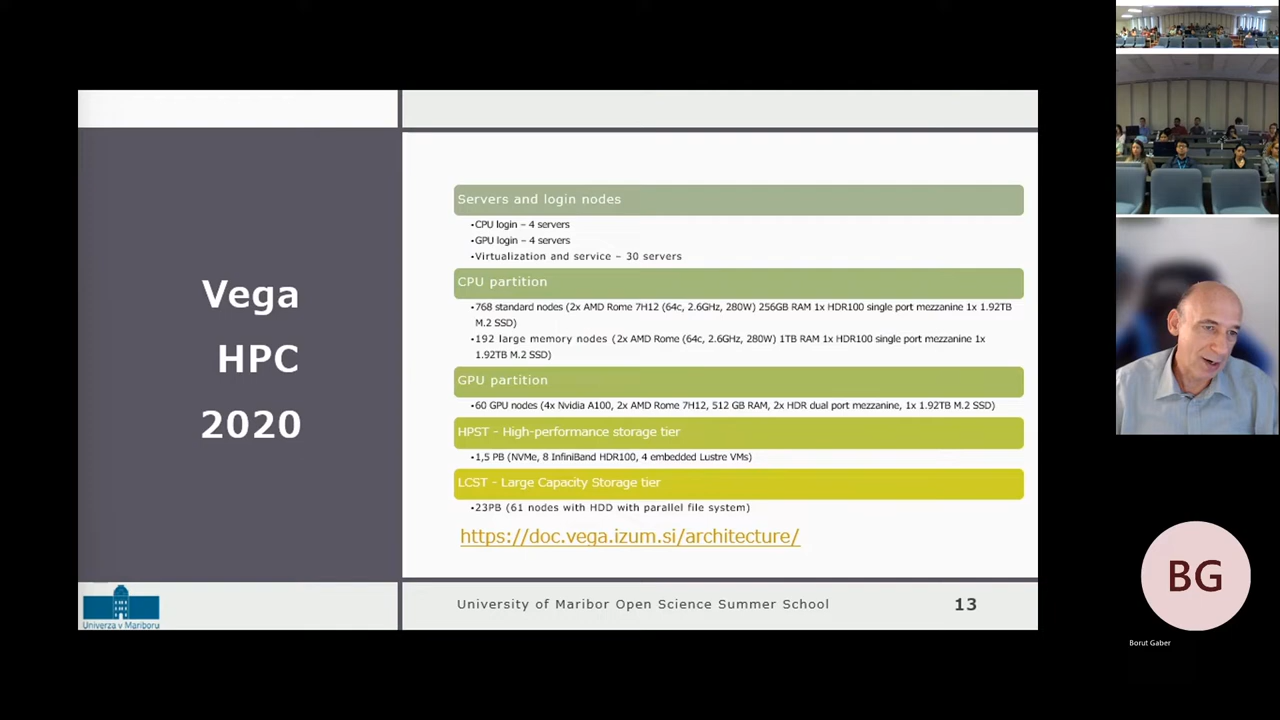 Vega
HPC
2020
Servers and login nodes
•CPU login – 4 servers
•GPU login – 4 servers
•Virtualization and service – 30 servers
CPU partition
•768 standard nodes (2x AMD Rome 7H12 (64c, 2.6GHz, 280W) 256GB RAM 1x HDR100 single port mezzanine 1x 1.92TB
M.2 SSD)
•192 large memory nodes (2x AMD Rome (64c, 2.6GHz, 280W) 1TB RAM 1x HDR100 single port mezzanine 1x
1.92TB M.2 SSD)
GPU partition
•60 GPU nodes (4x Nvidia A100, 2x AMD Rome 7H12, 512 GB RAM, 2x HDR dual port mezzanine, 1x 1.92TB M.2 SSD)
HPST - High-performance storage tier
•1,5 PB (NVMe, 8 InfiniBand HDR100, 4 embedded Lustre VMs)
LCST - Large Capacity Storage tier
•23PB (61 nodes with HDD with parallel file system)
https://doc.vega.izum.si/architecture/
Univerza v Mariboru
University of Maribor Open Science Summer School
13
BG
Borut Gaber